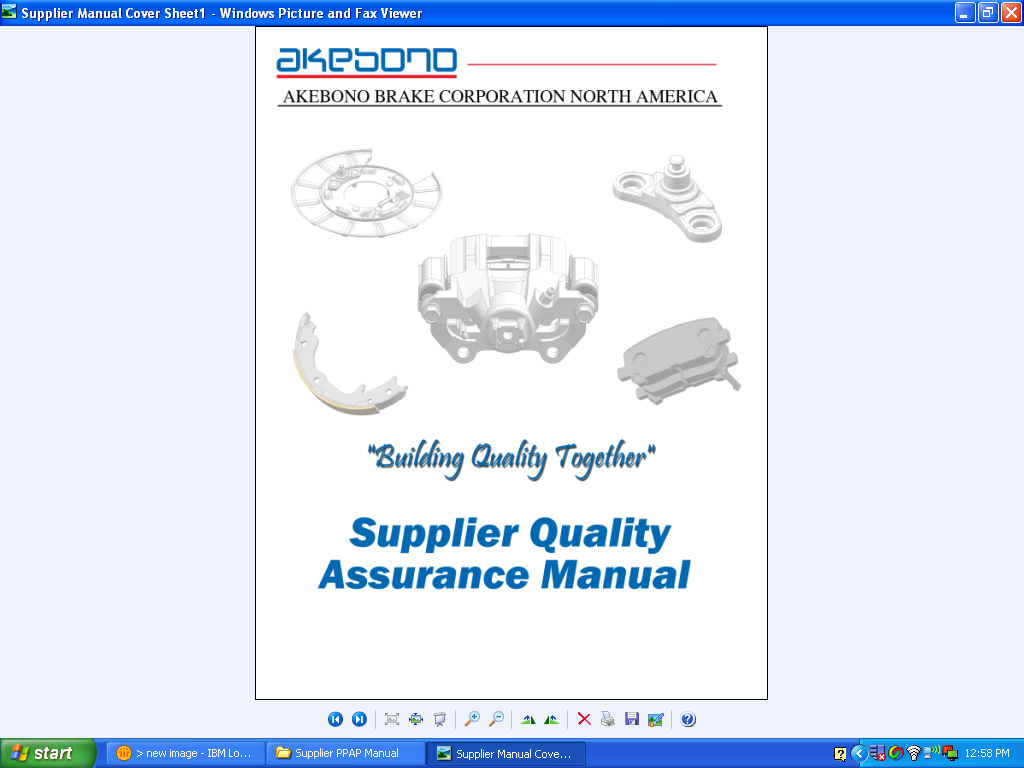 Supplier Manual Cover Sheet1 - Windows Picture and Fax Viewer
akebono
AKEBONO BRAKE CORPORATION NORTH AMERICA
"Building Quality Together"
Supplier Quality
Assurance Manual
start
> new image - IBM Lo...
Supplier PPAP Manual
Supplier Manual Cove...
12:58 PM